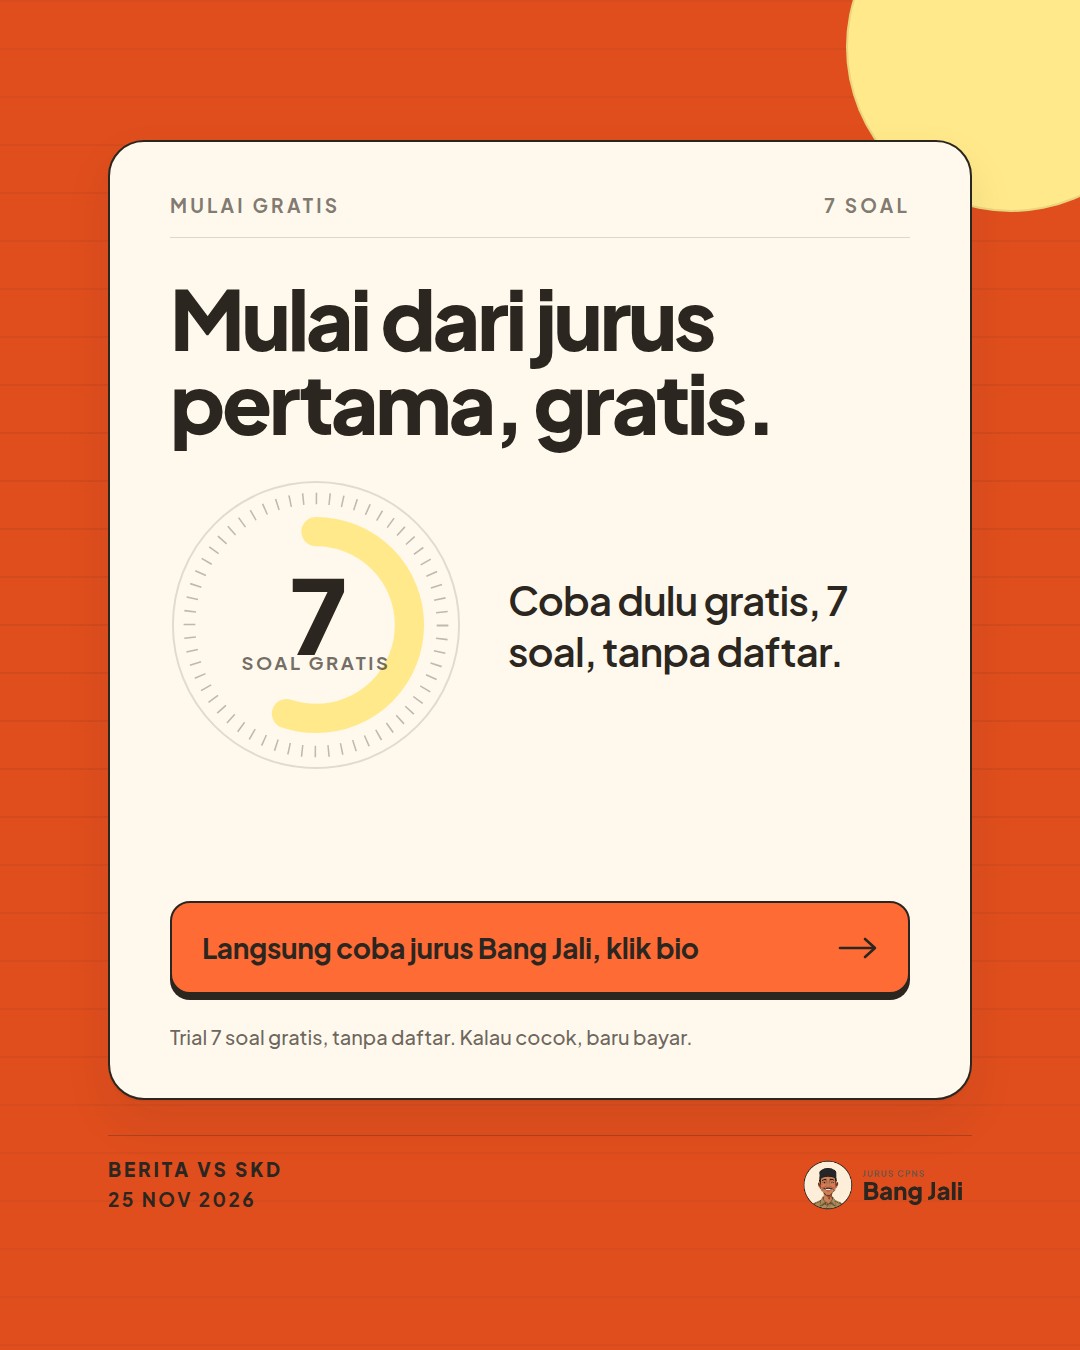 MULAI GRATIS
7 SOAL
Mulai dari jurus
pertama, gratis.
7
SOAL GRATIS
Coba dulu gratis, 7
soal, tanpa daftar.
Langsung coba jurus Bang Jali, klik bio
Trial 7 soal gratis, tanpa daftar. Kalau cocok, baru bayar.
BERITA VS SKD
25 NOV 2026
JURUS CPNS
Bang Jali